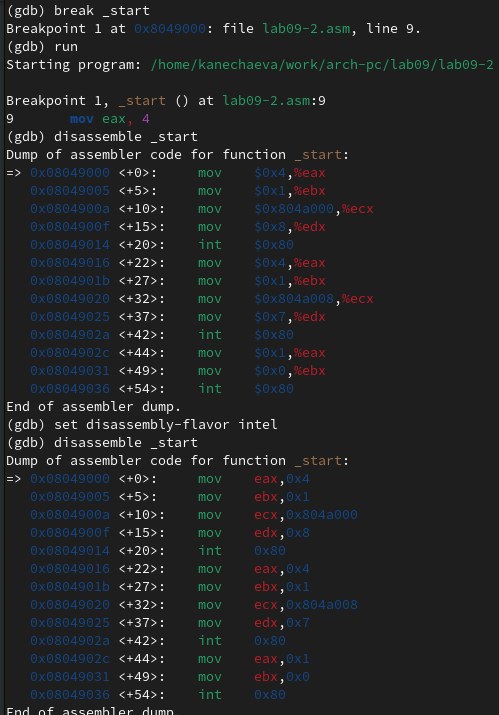 (gdb) break _start
Breakpoint 1 at 0x8049000: file lab09-2.asm, line 9.
(gdb) run
Starting program: /home/kanechaeva/work/arch-pc/lab09/lab09-2

Breakpoint 1, _start () at lab09-2.asm:9
9       mov eax, 4
(gdb) disassemble _start
Dump of assembler code for function _start:
=> 0x08049000 <+0>:     mov    $0x4,%eax
   0x08049005 <+5>:     mov    $0x1,%ebx
   0x0804900a <+10>:    mov    $0x804a000,%ecx
   0x0804900f <+15>:    mov    $0x8,%edx
   0x08049014 <+20>:    int    $0x80
   0x08049016 <+22>:    mov    $0x4,%eax
   0x0804901b <+27>:    mov    $0x1,%ebx
   0x08049020 <+32>:    mov    $0x804a008,%ecx
   0x08049025 <+37>:    mov    $0x7,%edx
   0x0804902a <+42>:    int    $0x80
   0x0804902c <+44>:    mov    $0x1,%eax
   0x08049031 <+49>:    mov    $0x0,%ebx
   0x08049036 <+54>:    int    $0x80
End of assembler dump.
(gdb) set disassembly-flavor intel
(gdb) disassemble _start
Dump of assembler code for function _start:
=> 0x08049000 <+0>:     mov    eax,0x4
   0x08049005 <+5>:     mov    ebx,0x1
   0x0804900a <+10>:    mov    ecx,0x804a000
   0x0804900f <+15>:    mov    edx,0x8
   0x08049014 <+20>:    int    0x80
   0x08049016 <+22>:    mov    eax,0x4
   0x0804901b <+27>:    mov    ebx,0x1
   0x08049020 <+32>:    mov    ecx,0x804a008
   0x08049025 <+37>:    mov    edx,0x7
   0x0804902a <+42>:    int    0x80
   0x0804902c <+44>:    mov    eax,0x1
   0x08049031 <+49>:    mov    ebx,0x0
   0x08049036 <+54>:    int    0x80
End of assembler dump.